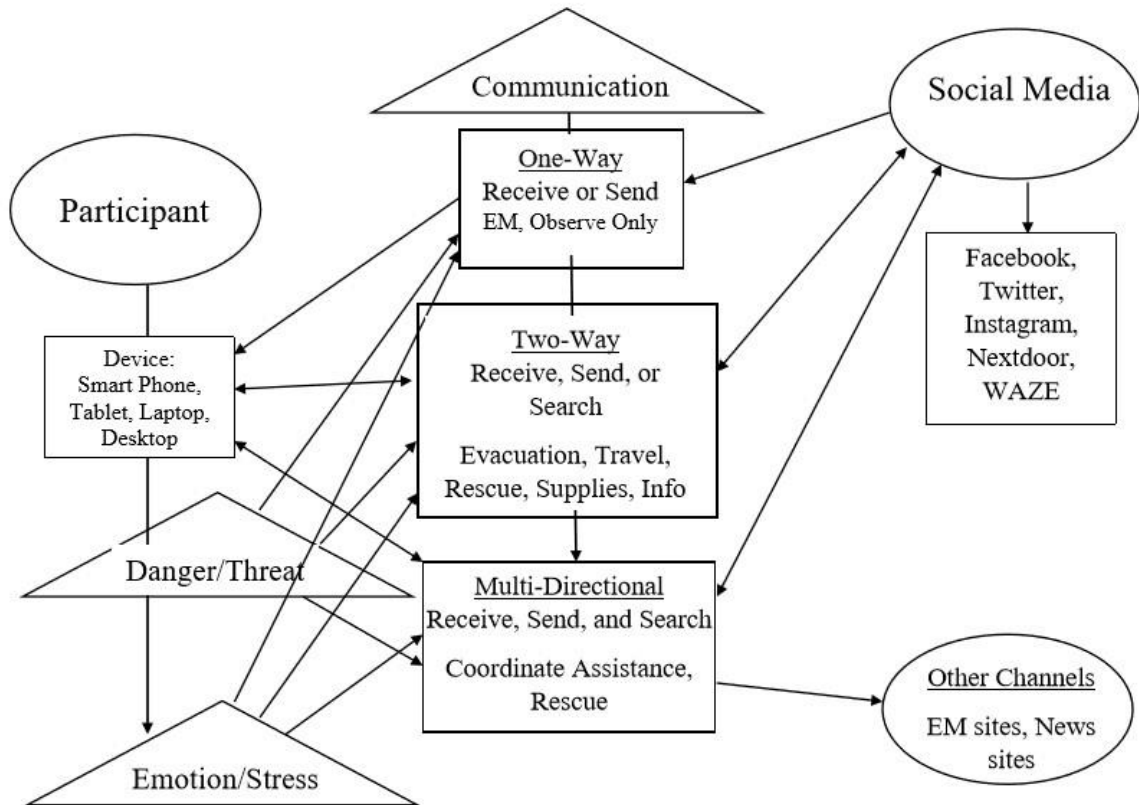 Communication
Social Media
One-Way
Receive or Send
EM, Observe Only
Participant
Facebook,
Twitter,
Instagram,
Nextdoor,
WAZE
Two-Way
Receive, Send, or
Search
Evacuation, Travel,
Rescue, Supplies, Info
Device:
Smart Phone,
Tablet, Laptop,
Desktop
Danger/Threat
Multi-Directional
Receive, Send, and Search
Coordinate Assistance,
Rescue
Other Channels
EM sites, News
sites
Emotion/Stress